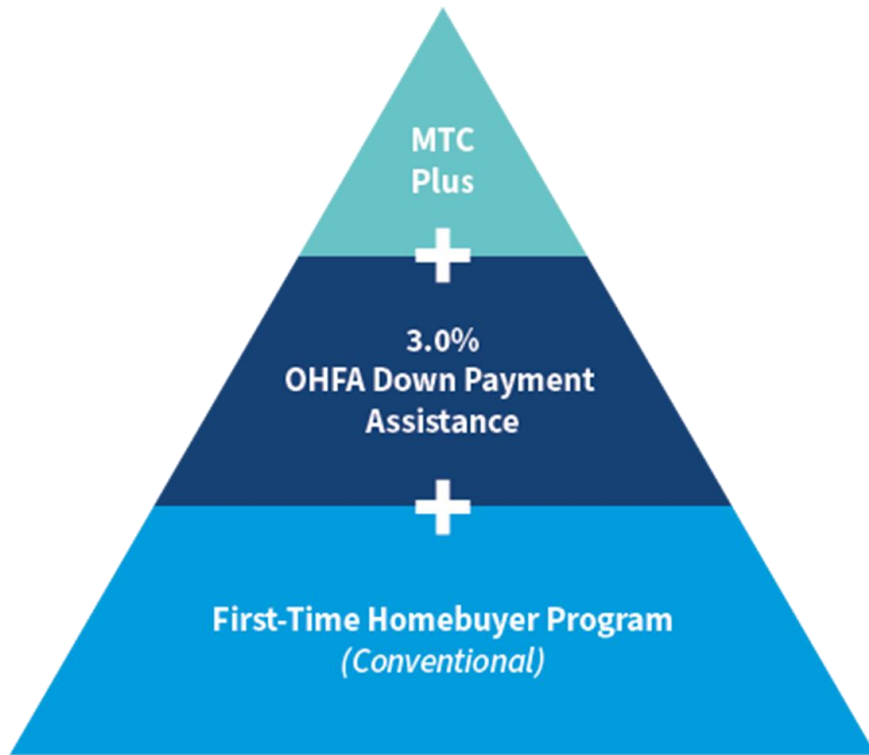 MTC
Plus
+
3.0%
OHFA Down Payment
Assistance
+
First-Time Homebuyer Program
(Conventional)